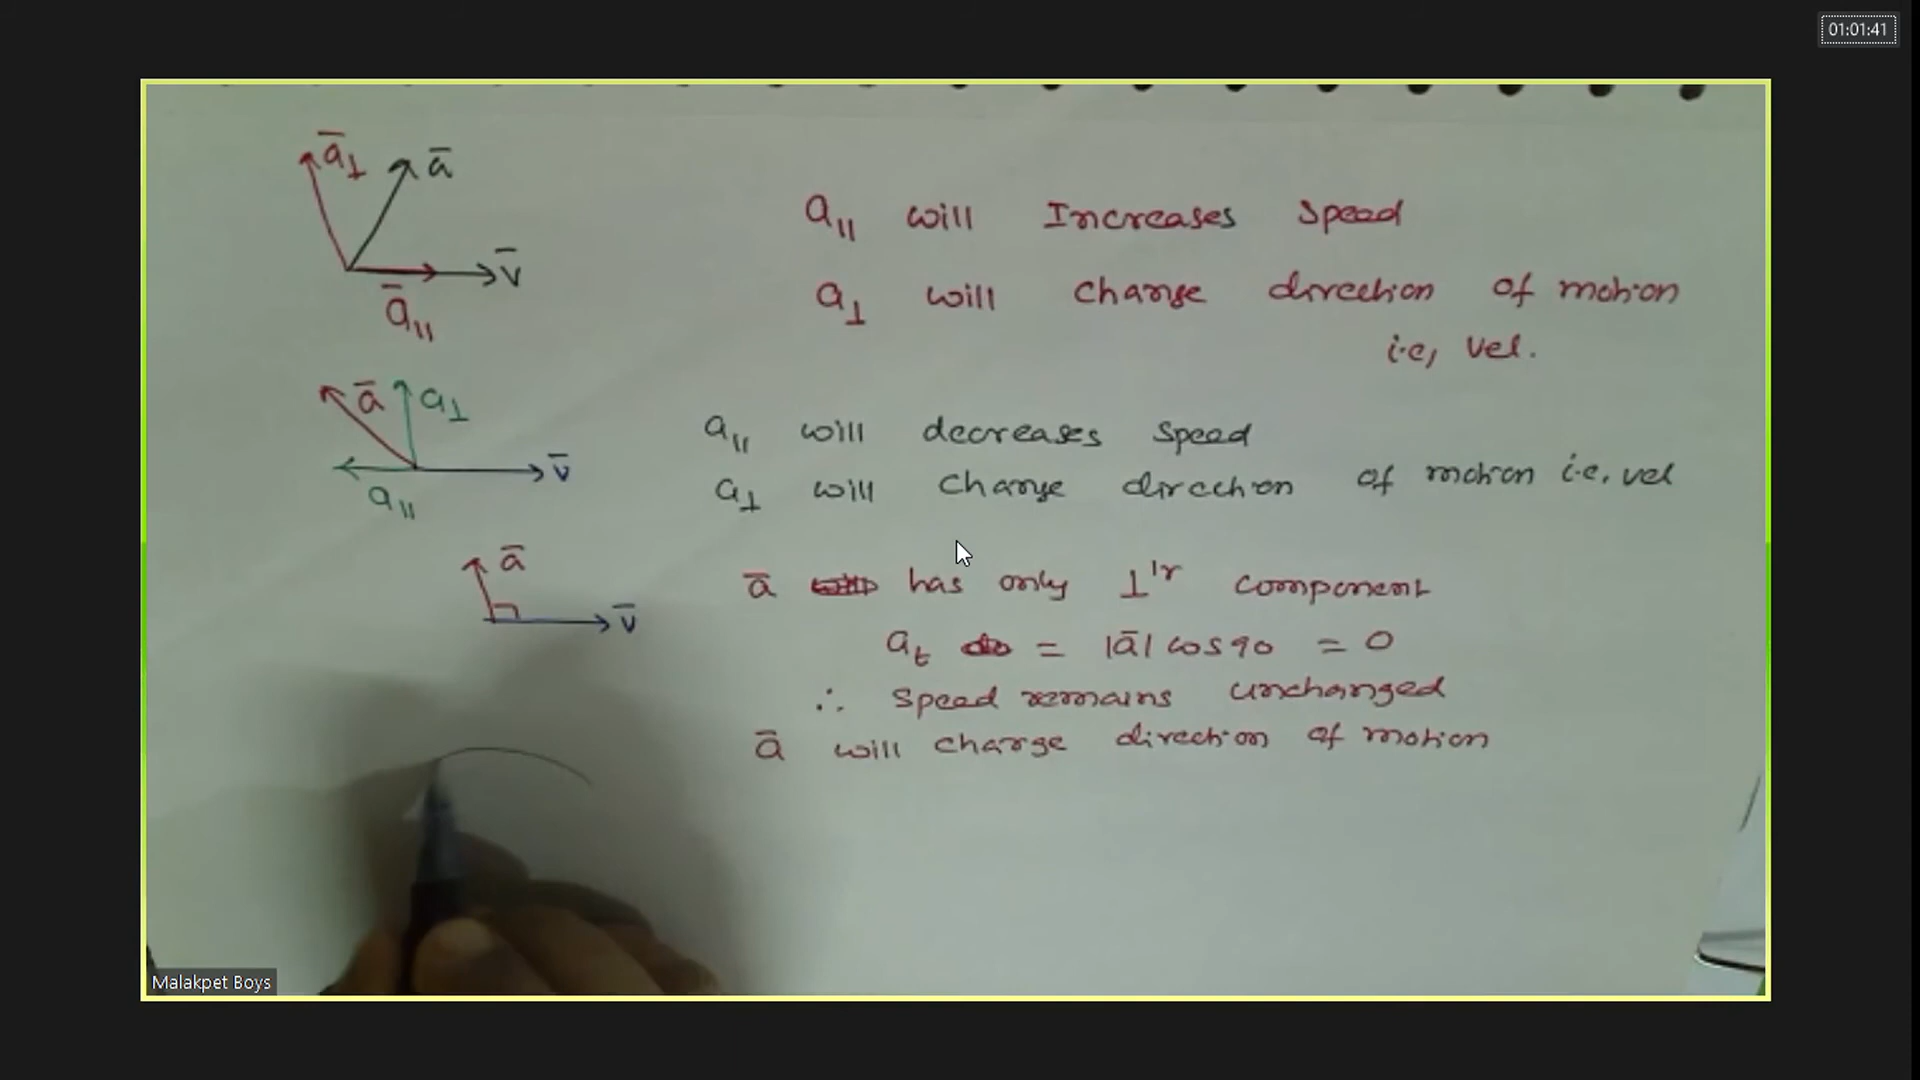 01:01:41
a̅⊥ a̅
v̅
a̅||
a|| will Increases Speed
a⊥ will change direction of motion
i.e, vel.
a̅ a⊥
v̅
a||
a|| will decreases speed
a⊥ will change direction of motion i.e, vel
a̅
v̅
a̅ has only ⊥'r component
at = |a̅| cos 90 = 0
∴ Speed remains unchanged
a̅ will change direction of motion
Malakpet Boys